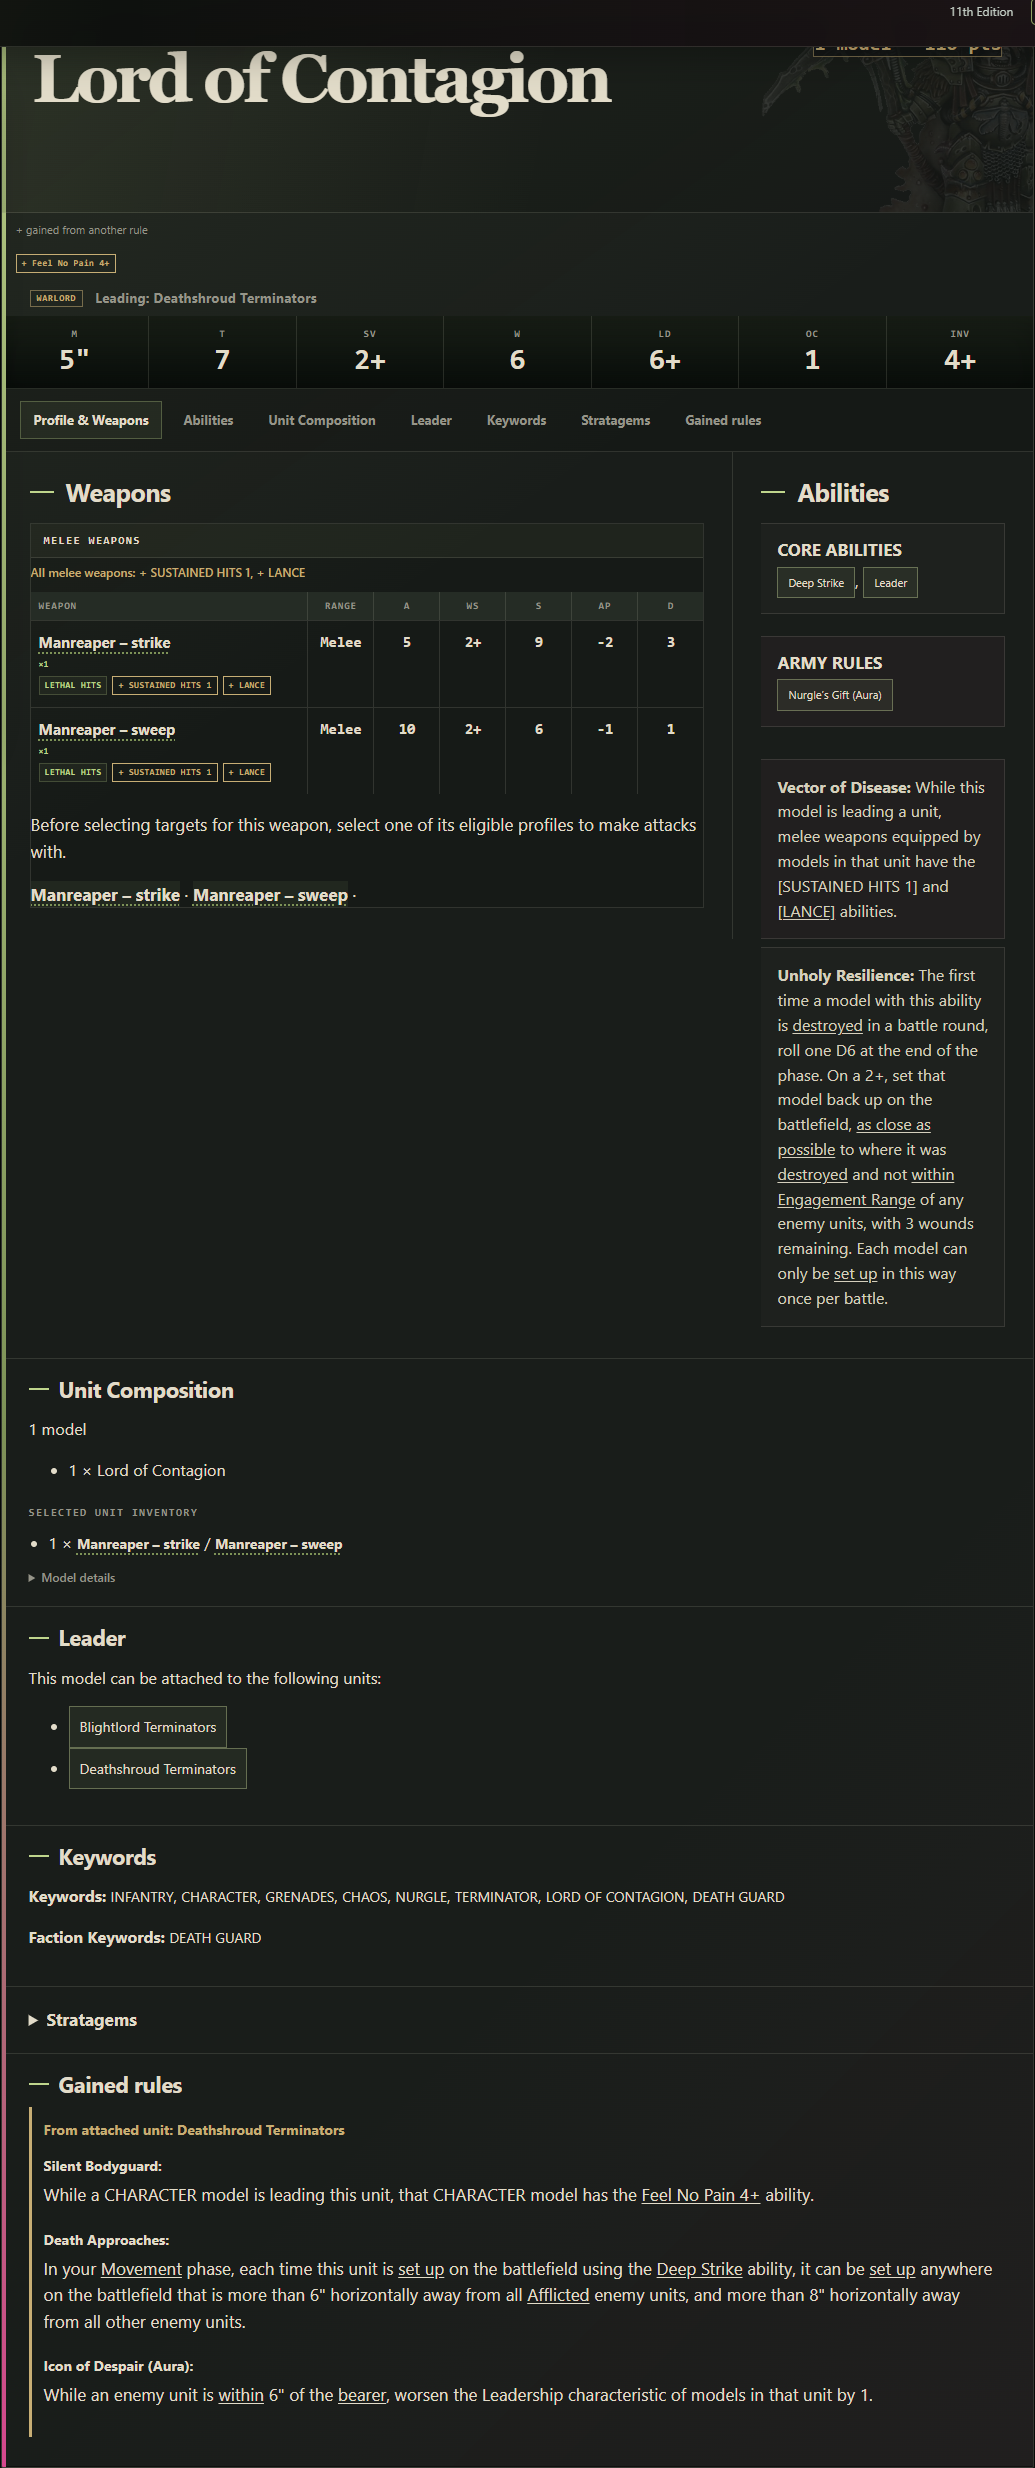 11th Edition
Lord of Contagion
+ gained from another rule
+ Feel No Pain 4+
WARLORD Leading: Deathshroud Terminators
M T SV W LD OC INV
5" 7 2+ 6 6+ 1 4+
Profile & Weapons Abilities Unit Composition Leader Keywords Stratagems Gained rules
Weapons
MELEE WEAPONS
All melee weapons: + SUSTAINED HITS 1, + LANCE
WEAPON RANGE A WS S AP D
Manreaper – strike Melee 5 2+ 9 -2 3
×1
LETHAL HITS + SUSTAINED HITS 1 + LANCE
Manreaper – sweep Melee 10 2+ 6 -1 1
×1
LETHAL HITS + SUSTAINED HITS 1 + LANCE
Before selecting targets for this weapon, select one of its eligible profiles to make attacks
with.
Manreaper – strike · Manreaper – sweep ·
Abilities
CORE ABILITIES
Deep Strike, Leader
ARMY RULES
Nurgle's Gift (Aura)
Vector of Disease: While this
model is leading a unit,
melee weapons equipped by
models in that unit have the
[SUSTAINED HITS 1] and
[LANCE] abilities.
Unholy Resilience: The first
time a model with this ability
is destroyed in a battle round,
roll one D6 at the end of the
phase. On a 2+, set that
model back up on the
battlefield, as close as
possible to where it was
destroyed and not within
Engagement Range of any
enemy units, with 3 wounds
remaining. Each model can
only be set up in this way
once per battle.
Unit Composition
1 model
• 1 × Lord of Contagion
SELECTED UNIT INVENTORY
• 1 × Manreaper – strike / Manreaper – sweep
▶ Model details
Leader
This model can be attached to the following units:
• Blightlord Terminators
• Deathshroud Terminators
Keywords
Keywords: INFANTRY, CHARACTER, GRENADES, CHAOS, NURGLE, TERMINATOR, LORD OF CONTAGION, DEATH GUARD
Faction Keywords: DEATH GUARD
▶ Stratagems
Gained rules
From attached unit: Deathshroud Terminators
Silent Bodyguard:
While a CHARACTER model is leading this unit, that CHARACTER model has the Feel No Pain 4+ ability.
Death Approaches:
In your Movement phase, each time this unit is set up on the battlefield using the Deep Strike ability, it can be set up anywhere
on the battlefield that is more than 6" horizontally away from all Afflicted enemy units, and more than 8" horizontally away
from all other enemy units.
Icon of Despair (Aura):
While an enemy unit is within 6" of the bearer, worsen the Leadership characteristic of models in that unit by 1.